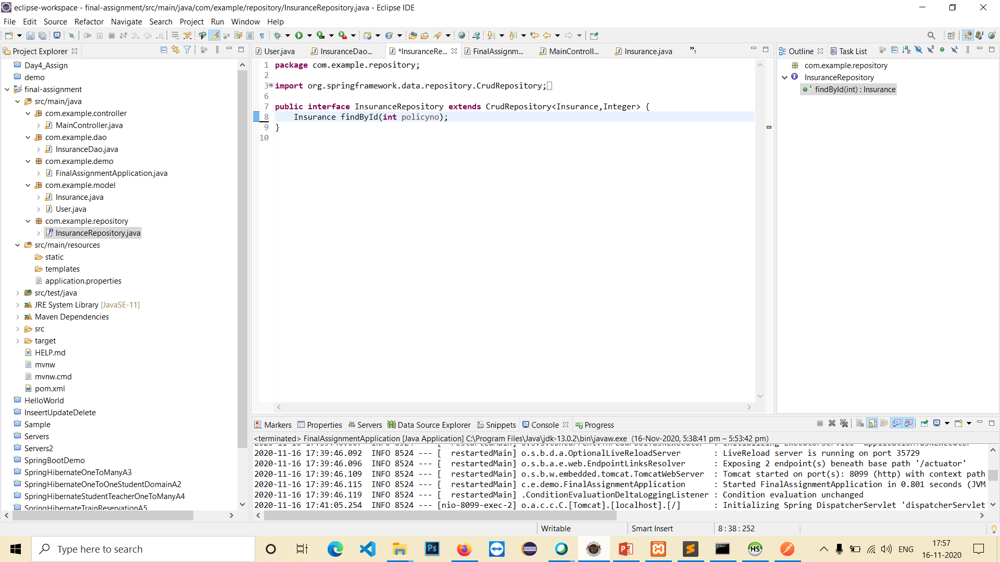 eclipse-workspace - final-assignment/src/main/java/com/example/repository/InsuranceRepository.java - Eclipse IDE
File Edit Source Refactor Navigate Search Project Run Window Help
Project Explorer
Day4_Assign
demo
final-assignment
src/main/java
com.example.controller
MainController.java
com.example.dao
InsuranceDao.java
com.example.demo
FinalAssignmentApplication.java
com.example.model
Insurance.java
User.java
com.example.repository
InsuranceRepository.java
src/main/resources
static
templates
application.properties
src/test/java
JRE System Library [JavaSE-11]
Maven Dependencies
src
target
HELP.md
mvnw
mvnw.cmd
pom.xml
HelloWorld
InseertUpdateDelete
Sample
Servers
Servers2
SpringBootDemo
SpringHibernateOneToManyA3
SpringHibernateOneToOneStudentDomainA2
SpringHibernateStudentTeacherOneToManyA4
SpringHibernateTrainReservationA5
User.java InsuranceDao... *InsuranceRe... FinalAssignm... MainControll... Insurance.java »1
1 package com.example.repository;
2
3 import org.springframework.data.repository.CrudRepository;
6
7 public interface InsuranceRepository extends CrudRepository<Insurance,Integer> {
8 Insurance findById(int policyno);
9 }
10
Outline Task List
com.example.repository
InsuranceRepository
findById(int) : Insurance
Markers Properties Servers Data Source Explorer Snippets Console Progress
<terminated> FinalAssignmentApplication [Java Application] C:\Program Files\Java\jdk-13.0.2\bin\javaw.exe (16-Nov-2020, 5:38:41 pm – 5:53:42 pm)
2020-11-16 17:39:46.092 INFO 8524 --- [ restartedMain] o.s.b.d.a.OptionalLiveReloadServer : LiveReload server is running on port 35729
2020-11-16 17:39:46.096 INFO 8524 --- [ restartedMain] o.s.b.a.e.web.EndpointLinksResolver : Exposing 2 endpoint(s) beneath base path '/actuator'
2020-11-16 17:39:46.109 INFO 8524 --- [ restartedMain] o.s.b.w.embedded.tomcat.TomcatWebServer : Tomcat started on port(s): 8099 (http) with context path
2020-11-16 17:39:46.115 INFO 8524 --- [ restartedMain] c.e.demo.FinalAssignmentApplication : Started FinalAssignmentApplication in 0.801 seconds (JVM
2020-11-16 17:39:46.119 INFO 8524 --- [ restartedMain] .ConditionEvaluationDeltaLoggingListener : Condition evaluation unchanged
2020-11-16 17:41:05.254 INFO 8524 --- [nio-8099-exec-2] o.a.c.c.C.[Tomcat].[localhost].[/] : Initializing Spring DispatcherServlet 'dispatcherServlet'
Writable Smart Insert 8 : 38 : 252
Type here to search
ENG
17:57
16-11-2020